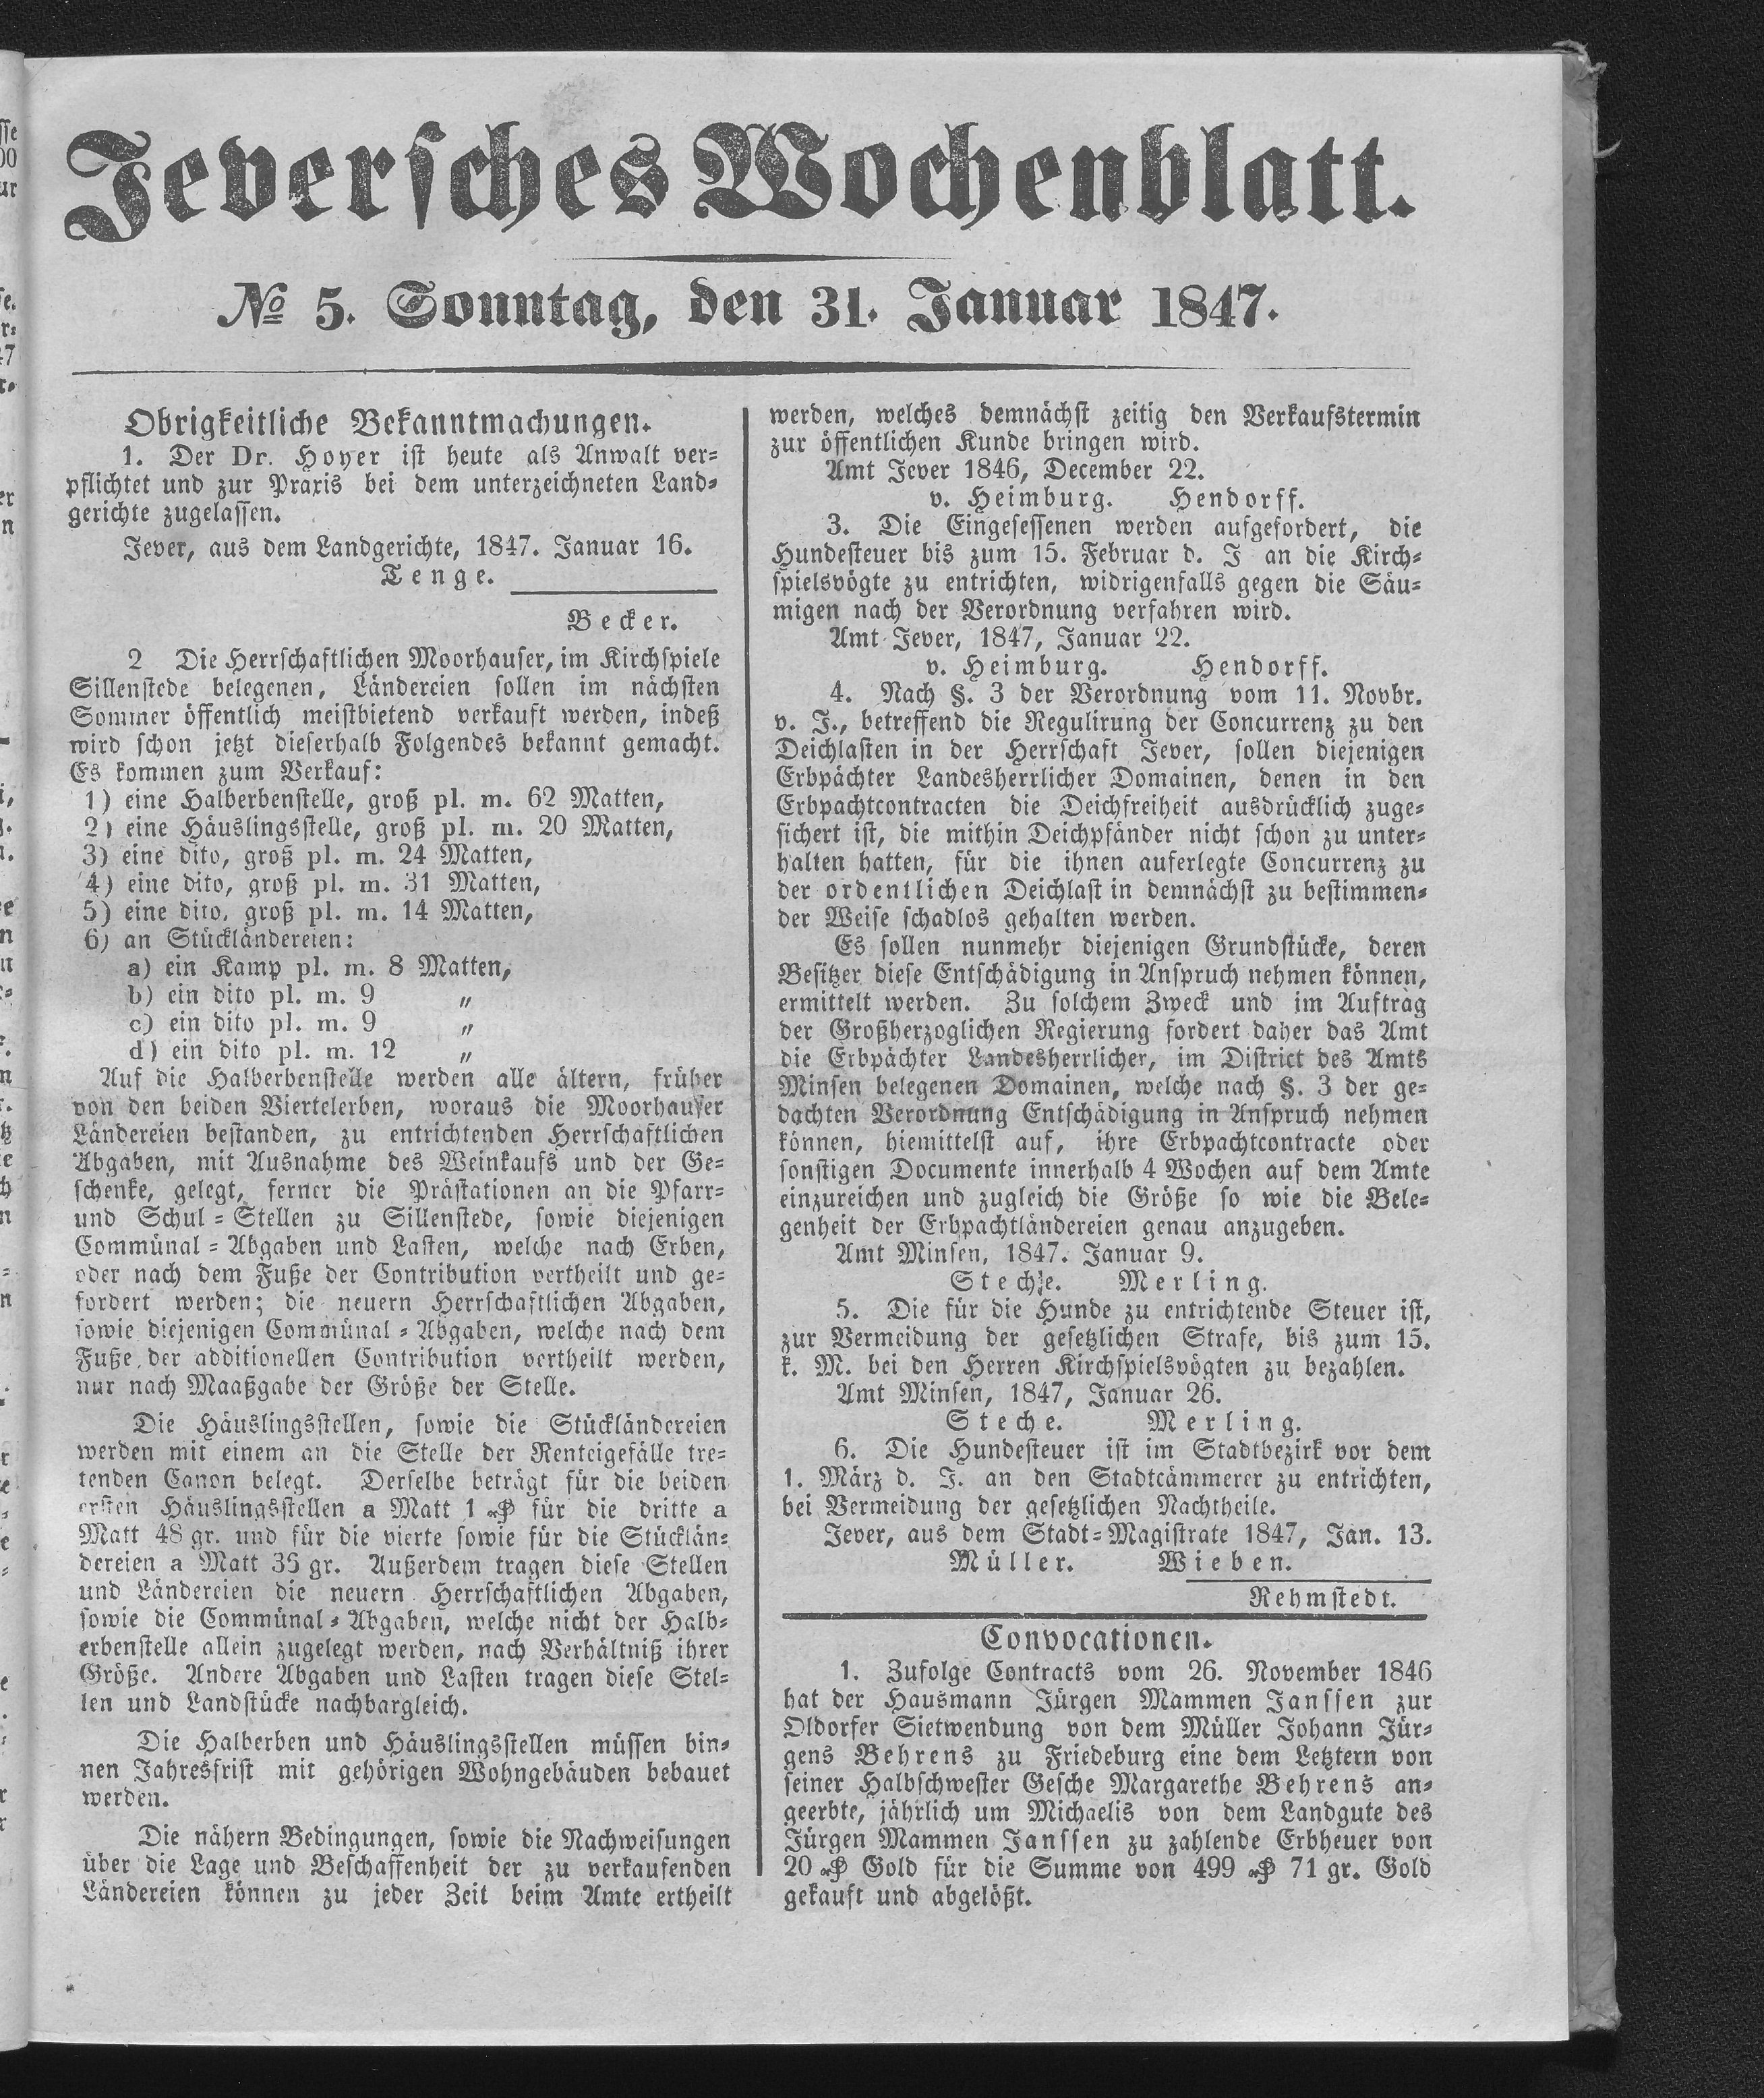 Jeversches Wochenblatt.
№ 5. Sonntag, den 31. Januar 1847.
Obrigkeitliche Bekanntmachungen.
1. Der Dr. Hoyer ist heute als Anwalt ver-
pflichtet und zur Praxis bei dem unterzeichneten Land-
gerichte zugelassen.
Jever, aus dem Landgerichte, 1847. Januar 16.
Tenge.
Becker.
2 Die Herrschaftlichen Moorhauser, im Kirchspiele
Sillenstede belegenen, Ländereien sollen im nächsten
Sommer öffentlich meistbietend verkauft werden, indeß
wird schon jetzt dieserhalb Folgendes bekannt gemacht.
Es kommen zum Verkauf:
1) eine Halberbenstelle, groß pl. m. 62 Matten,
2) eine Häuslingsstelle, groß pl. m. 20 Matten,
3) eine dito, groß pl. m. 24 Matten,
4) eine dito, groß pl. m. 31 Matten,
5) eine dito, groß pl. m. 14 Matten,
6) an Stückländereien:
a) ein Kamp pl. m. 8 Matten,
b) ein dito pl. m. 9 „
c) ein dito pl. m. 9 „
d) ein dito pl. m. 12 „
Auf die Halberbenstelle werden alle ältern, früher
von den beiden Viertelerben, woraus die Moorhauser
Ländereien bestanden, zu entrichtenden Herrschaftlichen
Abgaben, mit Ausnahme des Weinkaufs und der Ge-
schenke, gelegt, ferner die Prästationen an die Pfarr-
und Schul-Stellen zu Sillenstede, sowie diejenigen
Commünal-Abgaben und Lasten, welche nach Erben,
oder nach dem Fuße der Contribution vertheilt und ge-
fordert werden; die neuern Herrschaftlichen Abgaben,
sowie diejenigen Commünal-Abgaben, welche nach dem
Fuße der additionellen Contribution vertheilt werden,
nur nach Maaßgabe der Größe der Stelle.
Die Häuslingsstellen, sowie die Stückländereien
werden mit einem an die Stelle der Renteigefälle tre-
tenden Canon belegt. Derselbe beträgt für die beiden
ersten Häuslingsstellen a Matt 1 ₰ für die dritte a
Matt 48 gr. und für die vierte sowie für die Stücklän-
dereien a Matt 36 gr. Außerdem tragen diese Stellen
und Ländereien die neuern Herrschaftlichen Abgaben,
sowie die Commünal-Abgaben, welche nicht der Halb-
erbenstelle allein zugelegt werden, nach Verhältniß ihrer
Größe. Andere Abgaben und Lasten tragen diese Stel-
len und Landstücke nachbargleich.
Die Halberben und Häuslingsstellen müssen bin-
nen Jahresfrist mit gehörigen Wohngebäuden bebauet
werden.
Die nähern Bedingungen, sowie die Nachweisungen
über die Lage und Beschaffenheit der zu verkaufenden
Ländereien können zu jeder Zeit beim Amte ertheilt
werden, welches demnächst zeitig den Verkaufstermin
zur öffentlichen Kunde bringen wird.
Amt Jever 1846, December 22.
v. Heimburg. Hendorff.
3. Die Eingesessenen werden aufgefordert, die
Hundesteuer bis zum 15. Februar d. J an die Kirch-
spielsvögte zu entrichten, widrigenfalls gegen die Säu-
migen nach der Verordnung verfahren wird.
Amt Jever, 1847, Januar 22.
v. Heimburg. Hendorff.
4. Nach §. 3 der Verordnung vom 11. Novbr.
v. J., betreffend die Regulirung der Concurrenz zu den
Deichlasten in der Herrschaft Jever, sollen diejenigen
Erbpächter Landesherrlicher Domainen, denen in den
Erbpachtcontracten die Deichfreiheit ausdrücklich zuge-
sichert ist, die mithin Deichpfänder nicht schon zu unter-
halten hatten, für die ihnen auferlegte Concurrenz zu
der ordentlichen Deichlast in demnächst zu bestimmen-
der Weise schadlos gehalten werden.
Es sollen nunmehr diejenigen Grundstücke, deren
Besitzer diese Entschädigung in Anspruch nehmen können,
ermittelt werden. Zu solchem Zweck und im Auftrag
der Großherzoglichen Regierung fordert daher das Amt
die Erbpächter Landesherrlicher, im District des Amts
Minsen belegenen Domainen, welche nach §. 3 der ge-
dachten Verordnung Entschädigung in Anspruch nehmen
können, hiemittelst auf, ihre Erbpachtcontracte oder
sonstigen Documente innerhalb 4 Wochen auf dem Amte
einzureichen und zugleich die Größe so wie die Bele-
genheit der Erbpachtländereien genau anzugeben.
Amt Minsen, 1847. Januar 9.
Steche. Merling.
5. Die für die Hunde zu entrichtende Steuer ist,
zur Vermeidung der gesetzlichen Strafe, bis zum 15.
k. M. bei den Herren Kirchspielsvögten zu bezahlen.
Amt Minsen, 1847, Januar 26.
Steche. Merling.
6. Die Hundesteuer ist im Stadtbezirk vor dem
1. März d. J. an den Stadtcämmerer zu entrichten,
bei Vermeidung der gesetzlichen Nachtheile.
Jever, aus dem Stadt-Magistrate 1847, Jan. 13.
Müller. Wieben.
Rehmstedt.
Convocationen.
1. Zufolge Contracts vom 26. November 1846
hat der Hausmann Jürgen Mammen Janssen zur
Oldorfer Sietwendung von dem Müller Johann Jür-
gens Behrens zu Friedeburg eine dem Letztern von
seiner Halbschwester Gesche Margarethe Behrens an-
geerbte, jährlich um Michaelis von dem Landgute des
Jürgen Mammen Janssen zu zahlende Erbheuer von
20 ₰ Gold für die Summe von 499 ₰ 71 gr. Gold
gekauft und abgelößt.